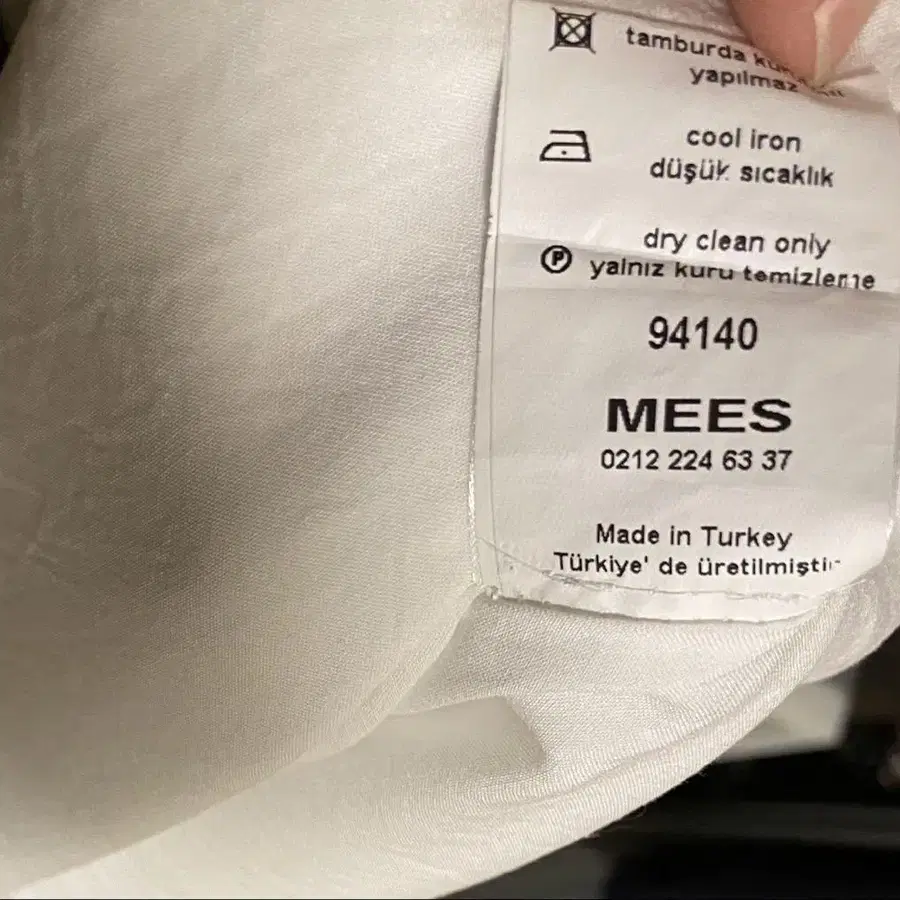 tamburda
yapılmaz
cool iron
düşük sıcaklık
dry clean only
P yalnız kuru temizleme
94140
MEES
0212 224 63 37
Made in Turkey
Türkiye' de üretilmiştir